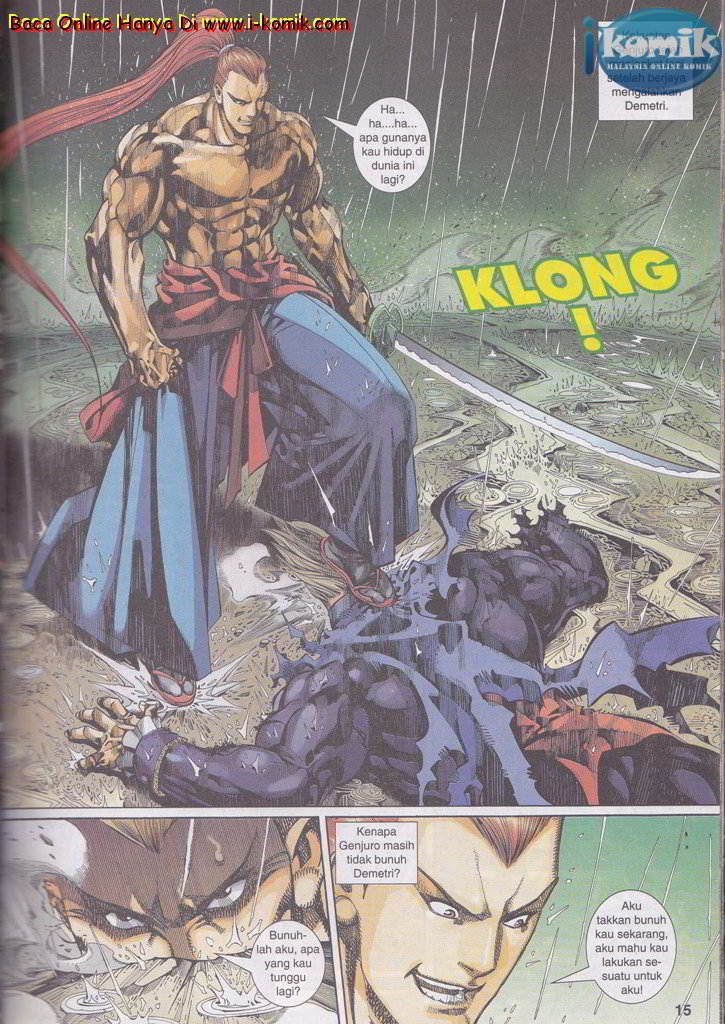 Baca Online Hanya Di www.i-komik.com
i komik
MALAYSIA ONLINE KOMIK
setelah berjaya
mengalahkan
Demetri.
Ha...
ha....ha...
apa gunanya
kau hidup di
dunia ini
lagi?
KLONG
!
Bunuh-
lah aku, apa
yang kau
tunggu
lagi?
Kenapa
Genjuro masih
tidak bunuh
Demetri?
Aku
takkan bunuh
kau sekarang,
aku mahu kau
lakukan se-
suatu untuk
aku!
15